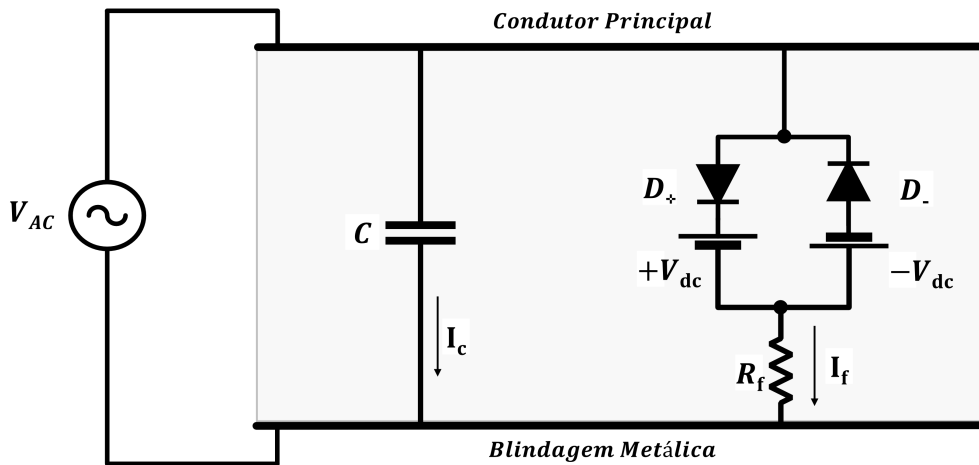 Condutor Principal
V_AC
C
I_c
D_+
D_-
+V_dc
−V_dc
R_f
I_f
Blindagem Metálica